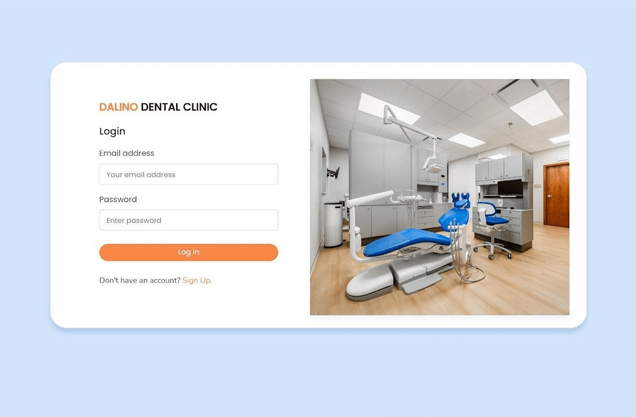 DALINO DENTAL CLINIC
Login
Email address
Your email address
Password
Enter password
Log in
Don't have an account? Sign Up.